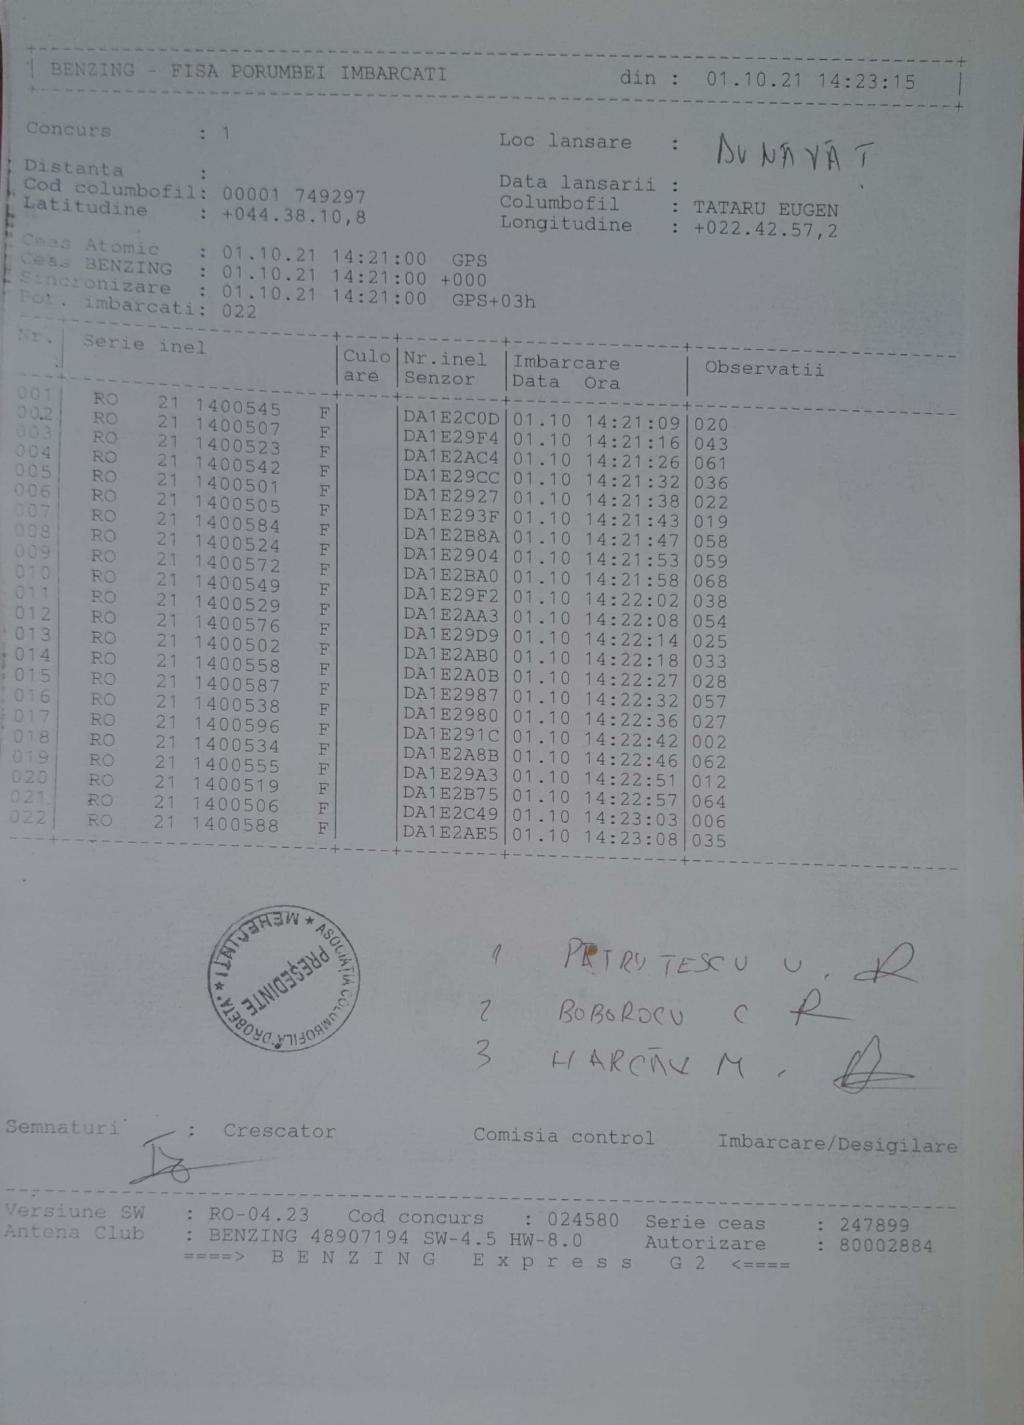 BENZING - FISA PORUMBEI IMBARCATI din : 01.10.21 14:23:15
Concurs : 1 Loc lansare : DUNĂVĂT
Distanta : Data lansarii :
Cod columbofil: 00001 749297 Columbofil : TATARU EUGEN
Latitudine : +044.38.10,8 Longitudine : +022.42.57,2
Ceas Atomic : 01.10.21 14:21:00 GPS
Ceas BENZING : 01.10.21 14:21:00 +000
Sincronizare : 01.10.21 14:21:00 GPS+03h
Por. imbarcati: 022
Nr. Serie inel Culo Nr.inel Imbarcare Observatii
are Senzor Data Ora
001 RO 21 1400545 F DA1E2C0D 01.10 14:21:09 020
002 RO 21 1400507 F DA1E29F4 01.10 14:21:16 043
003 RO 21 1400523 F DA1E2AC4 01.10 14:21:26 061
004 RO 21 1400542 F DA1E29CC 01.10 14:21:32 036
005 RO 21 1400501 F DA1E2927 01.10 14:21:38 022
006 RO 21 1400505 F DA1E293F 01.10 14:21:43 019
007 RO 21 1400584 F DA1E2B8A 01.10 14:21:47 058
008 RO 21 1400524 F DA1E2904 01.10 14:21:53 059
009 RO 21 1400572 F DA1E2BA0 01.10 14:21:58 068
010 RO 21 1400549 F DA1E29F2 01.10 14:22:02 038
011 RO 21 1400529 F DA1E2AA3 01.10 14:22:08 054
012 RO 21 1400576 F DA1E29D9 01.10 14:22:14 025
013 RO 21 1400502 F DA1E2AB0 01.10 14:22:18 033
014 RO 21 1400558 F DA1E2A0B 01.10 14:22:27 028
015 RO 21 1400587 F DA1E2987 01.10 14:22:32 057
016 RO 21 1400538 F DA1E2980 01.10 14:22:36 027
017 RO 21 1400596 F DA1E291C 01.10 14:22:42 002
018 RO 21 1400534 F DA1E2A8B 01.10 14:22:46 062
019 RO 21 1400555 F DA1E29A3 01.10 14:22:51 012
020 RO 21 1400519 F DA1E2B75 01.10 14:22:57 064
021 RO 21 1400506 F DA1E2C49 01.10 14:23:03 006
022 RO 21 1400588 F DA1E2AE5 01.10 14:23:08 035
* ASOCIAȚIA COLUMBOFILĂ "DROBETA" * MEHEDINȚI
PREȘEDINTE
1 PATRUTESCU U.
2 BOBOROCU C
3 HARCĂU M.
Semnaturi : Crescator Comisia control Imbarcare/Desigilare
Versiune SW : RO-04.23 Cod concurs : 024580 Serie ceas : 247899
Antena Club : BENZING 48907194 SW-4.5 HW-8.0 Autorizare : 80002884
====> B E N Z I N G E x p r e s s G 2 <====